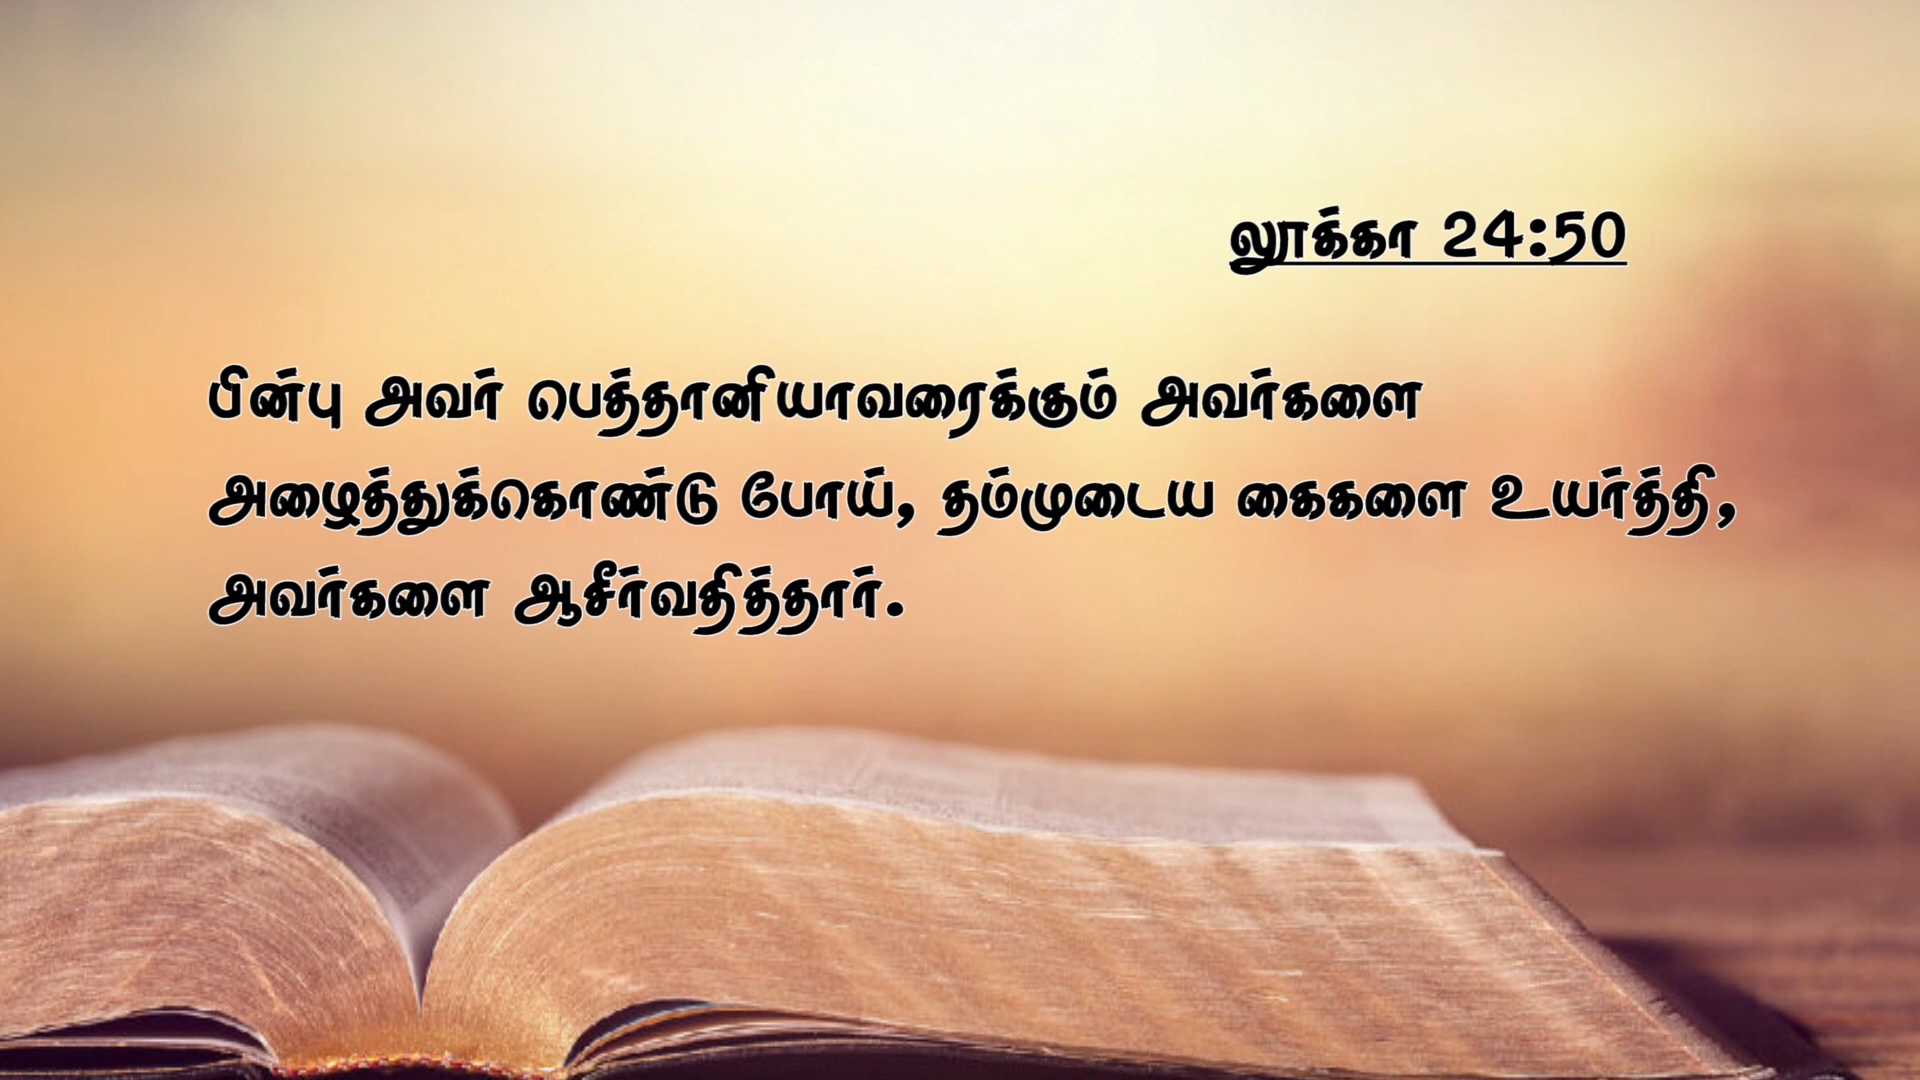 லூக்கா 24:50
பின்பு அவர் பெத்தானியாவரைக்கும் அவர்களை
அழைத்துக்கொண்டு போய், தம்முடைய கைகளை உயர்த்தி,
அவர்களை ஆசீர்வதித்தார்.